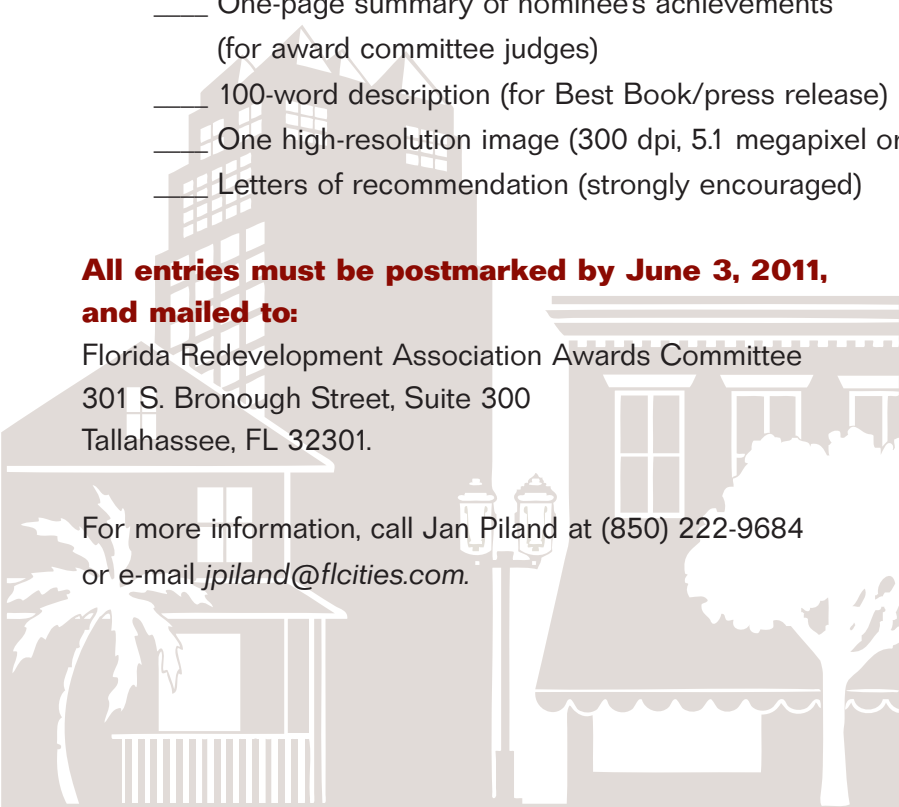 ____ One-page summary of nominee's achievements
(for award committee judges)
____ 100-word description (for Best Book/press release)
____ One high-resolution image (300 dpi, 5.1 megapixel or
____ Letters of recommendation (strongly encouraged)
All entries must be postmarked by June 3, 2011,
and mailed to:
Florida Redevelopment Association Awards Committee
301 S. Bronough Street, Suite 300
Tallahassee, FL 32301.
For more information, call Jan Piland at (850) 222-9684
or e-mail jpiland@flcities.com.